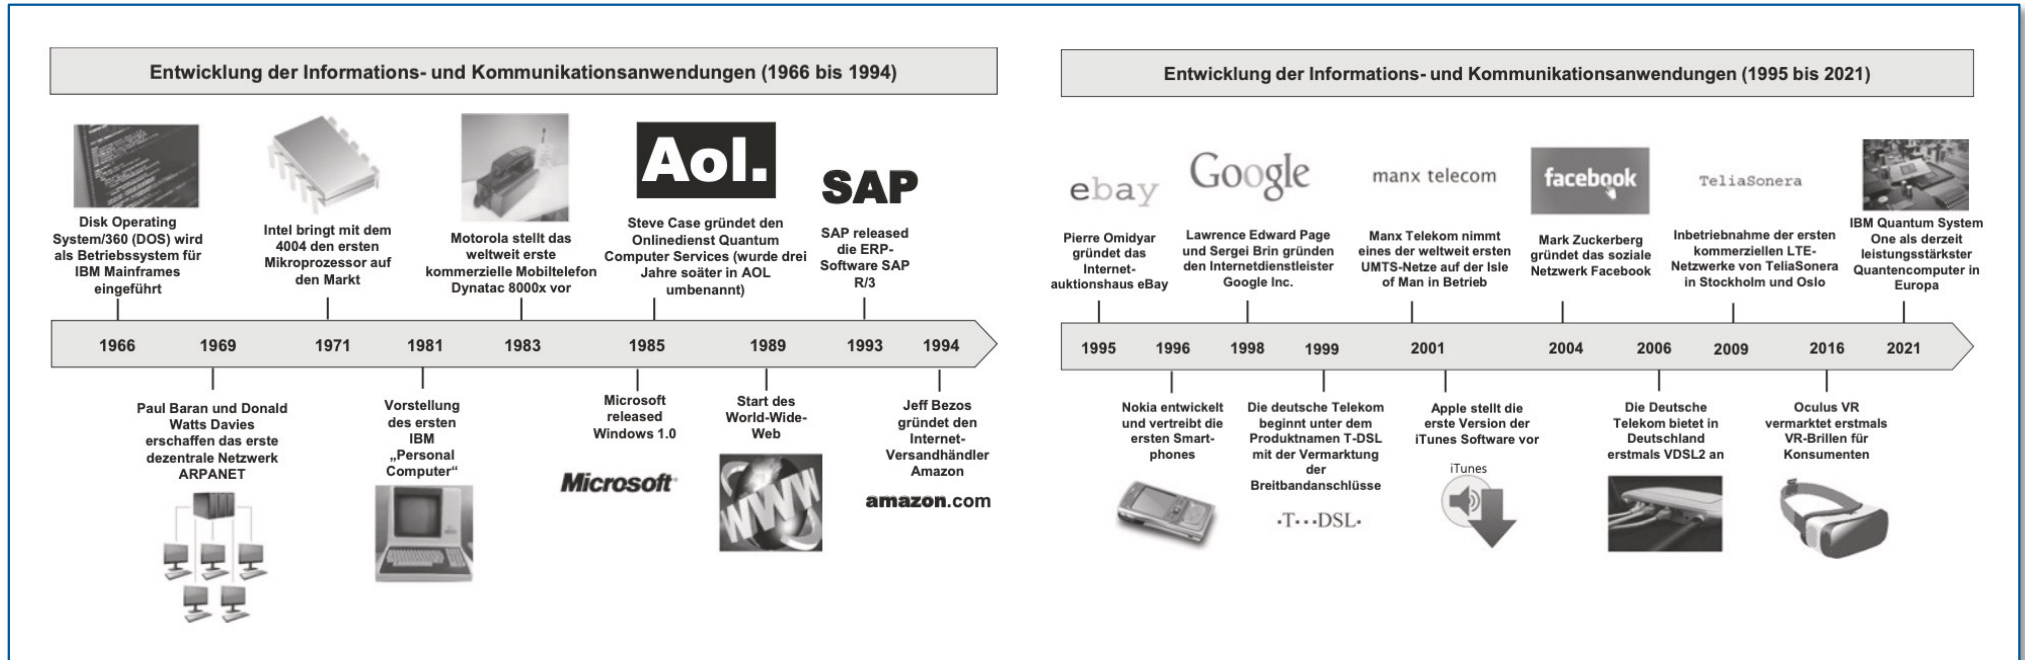 Entwicklung der Informations- und Kommunikationsanwendungen (1966 bis 1994)
Aol.
SAP
Disk Operating
System/360 (DOS) wird
als Betriebssystem für
IBM Mainframes
eingeführt
Intel bringt mit dem
4004 den ersten
Mikroprozessor auf
den Markt
Motorola stellt das
weltweit erste
kommerzielle Mobiltelefon
Dynatac 8000x vor
Steve Case gründet den
Onlinedienst Quantum
Computer Services (wurde drei
Jahre soäter in AOL
umbenannt)
SAP released
die ERP-
Software SAP
R/3
1966 1969 1971 1981 1983 1985 1989 1993 1994
Paul Baran und Donald
Watts Davies
erschaffen das erste
dezentrale Netzwerk
ARPANET
Vorstellung
des ersten
IBM
„Personal
Computer“
Microsoft
released
Windows 1.0
Microsoft
Start des
World-Wide-
Web
WWW
Jeff Bezos
gründet den
Internet-
Versandhändler
Amazon
amazon.com
Entwicklung der Informations- und Kommunikationsanwendungen (1995 bis 2021)
ebay
Google
manx telecom
facebook
TeliaSonera
Pierre Omidyar
gründet das
Internet-
auktionshaus eBay
Lawrence Edward Page
und Sergei Brin gründen
den Internetdienstleister
Google Inc.
Manx Telekom nimmt
eines der weltweit ersten
UMTS-Netze auf der Isle
of Man in Betrieb
Mark Zuckerberg
gründet das soziale
Netzwerk Facebook
Inbetriebnahme der ersten
kommerziellen LTE-
Netzwerke von TeliaSonera
in Stockholm und Oslo
IBM Quantum System
One als derzeit
leistungsstärkster
Quantencomputer in
Europa
1995 1996 1998 1999 2001 2004 2006 2009 2016 2021
Nokia entwickelt
und vertreibt die
ersten Smart-
phones
Die deutsche Telekom
beginnt unter dem
Produktnamen T-DSL
mit der Vermarktung
der
Breitbandanschlüsse
·T···DSL·
Apple stellt die
erste Version der
iTunes Software vor
iTunes
Die Deutsche
Telekom bietet in
Deutschland
erstmals VDSL2 an
Oculus VR
vermarktet erstmals
VR-Brillen für
Konsumenten